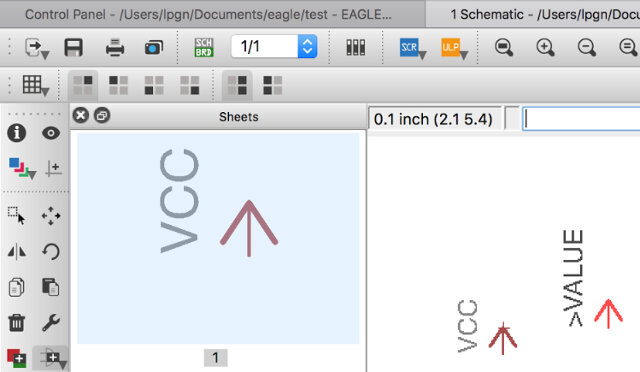 Control Panel - /Users/lpgn/Documents/eagle/test - EAGLE...
1 Schematic - /Users/lpgn/Docu
SCH
BRD
1/1
SCR
ULP
Sheets
0.1 inch (2.1 5.4)
VCC
1
VCC
>VALUE